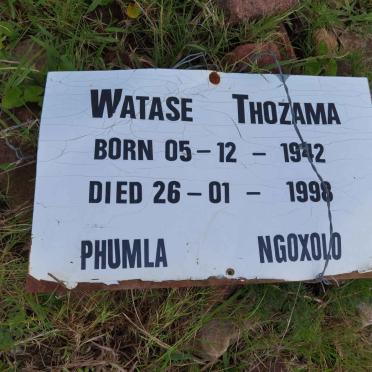 WATASE THOZAMA
BORN 05-12-1942
DIED 26-01-1998
PHUMLA NGOXOLO